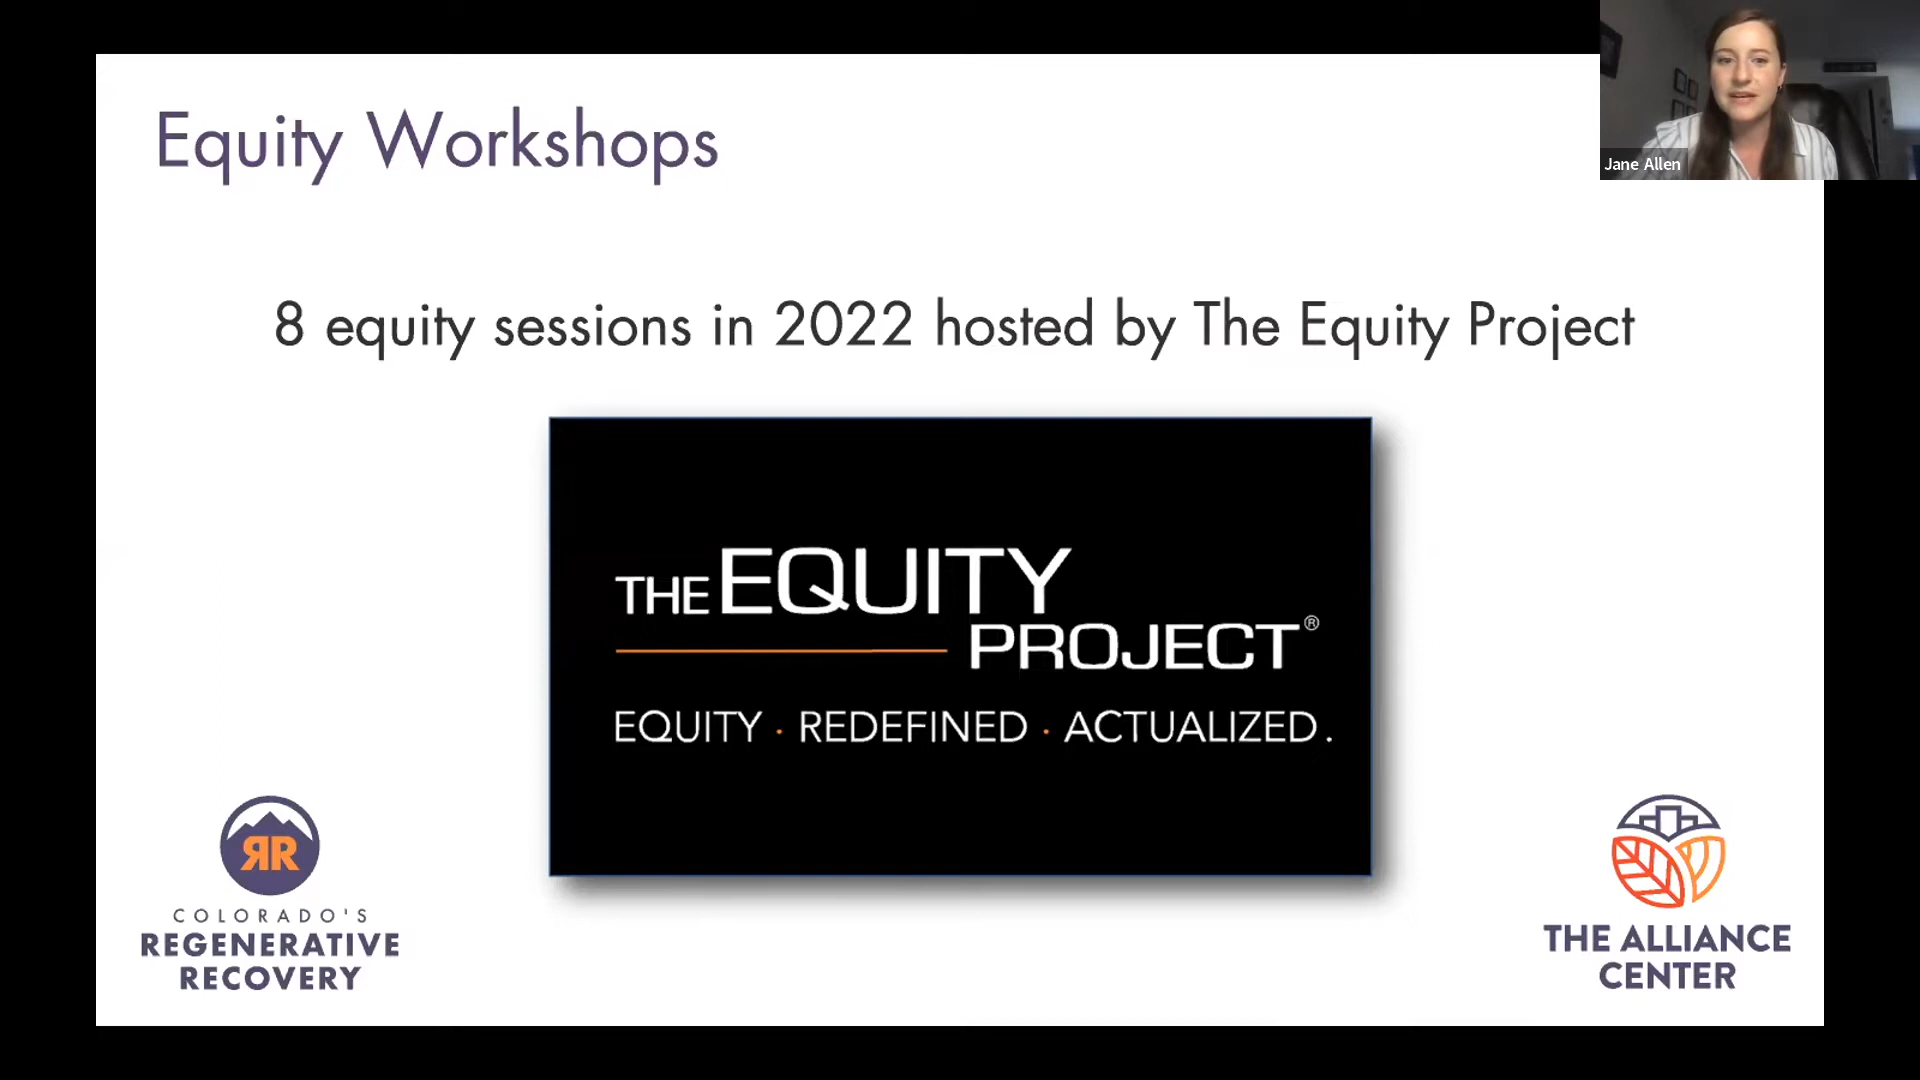 Equity Workshops
Jane Allen
8 equity sessions in 2022 hosted by The Equity Project
THE EQUITY
PROJECT®
EQUITY · REDEFINED · ACTUALIZED.
RR
COLORADO'S
REGENERATIVE
RECOVERY
THE ALLIANCE
CENTER